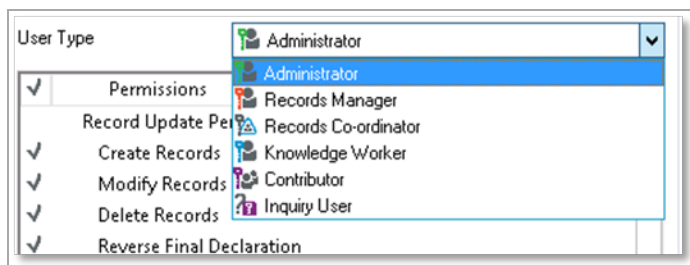 User Type Administrator
Administrator
Permissions Records Manager
Record Update Pe Records Co-ordinator
Create Records Knowledge Worker
Modify Records Contributor
Delete Records Inquiry User
Reverse Final Declaration